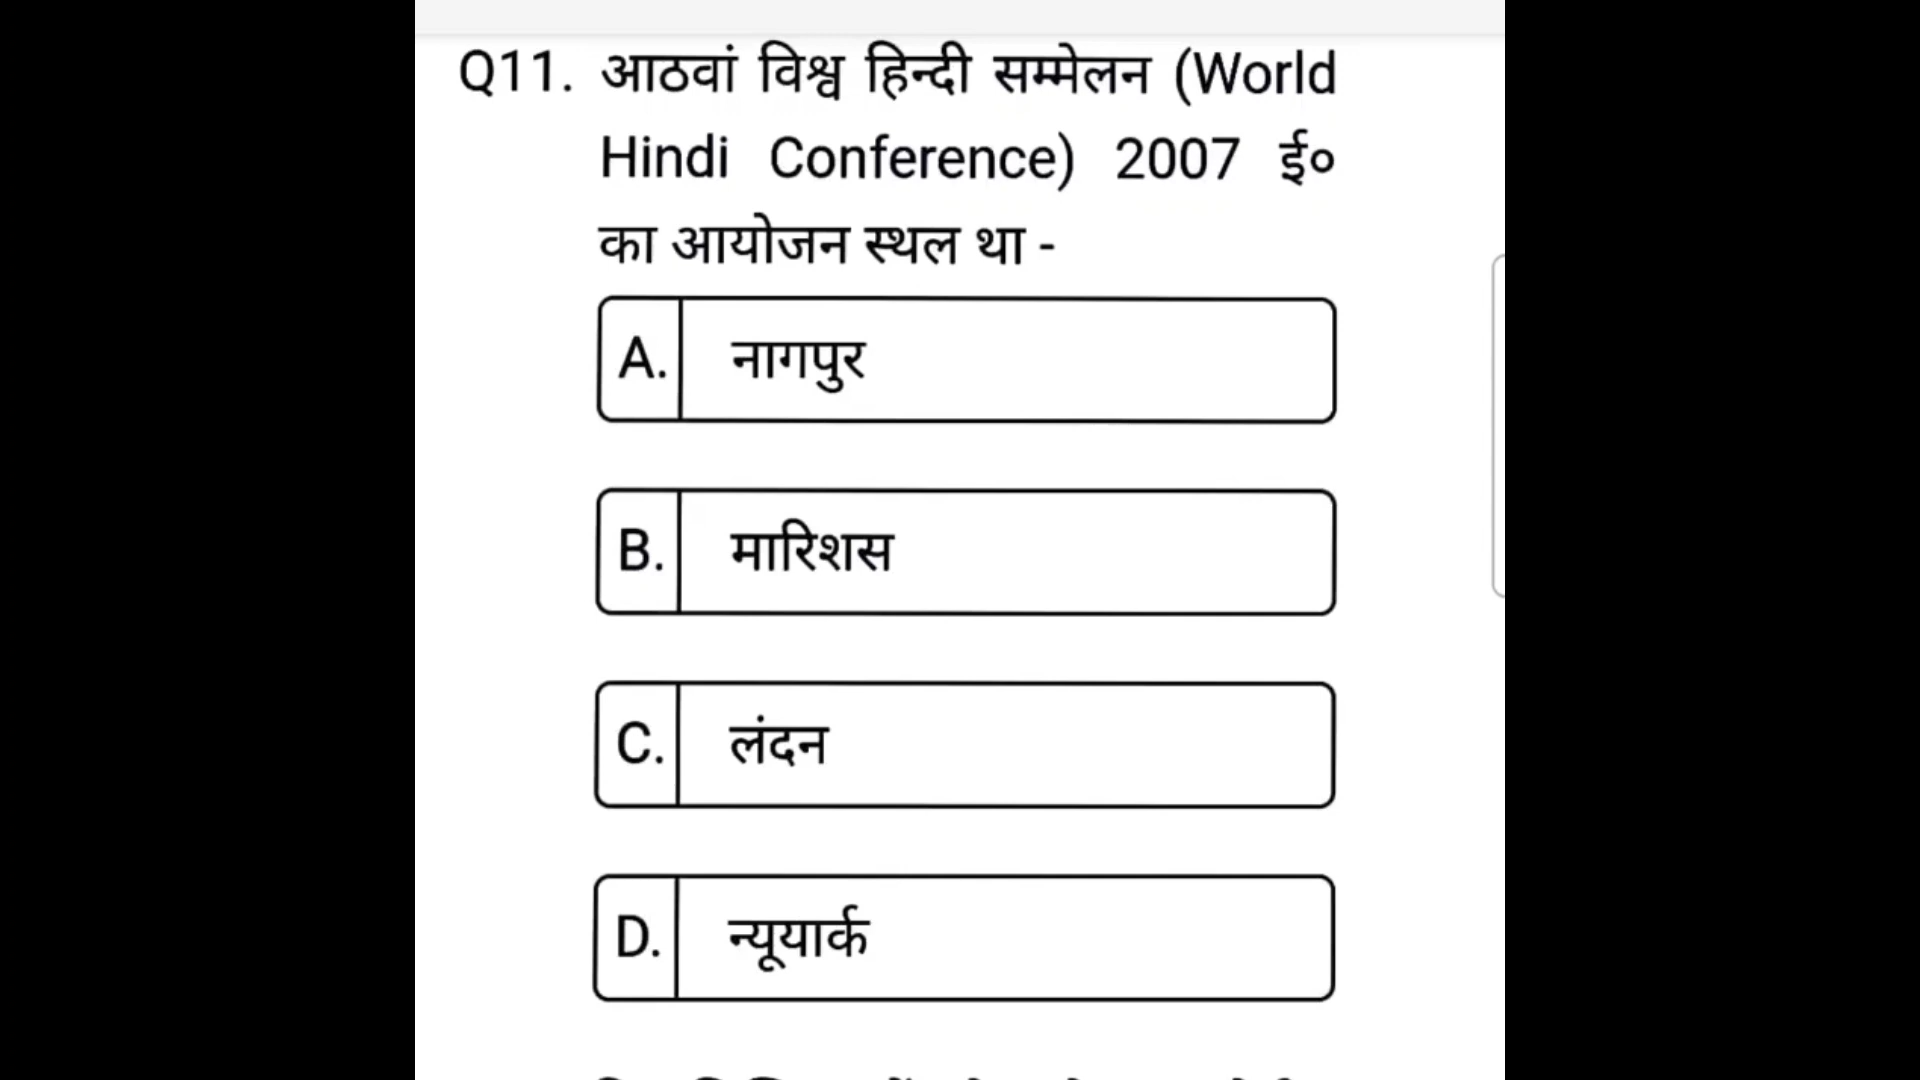 Q11. आठवां विश्व हिन्दी सम्मेलन (World
Hindi Conference) 2007 ई०
का आयोजन स्थल था -
A. नागपुर
B. मारिशस
C. लंदन
D. न्यूयार्क